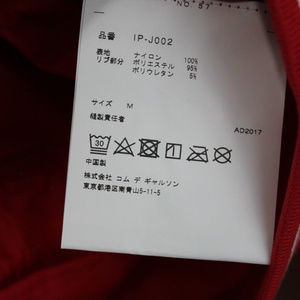 NO 87
品番 IP-J002
表地 ナイロン 100%
リブ部分 ポリエステル 95%
ポリウレタン 5%
サイズ M
縫製責任者
AD2017
30
中国製
株式会社 コム デ ギャルソン
東京都港区南青山5-11-5